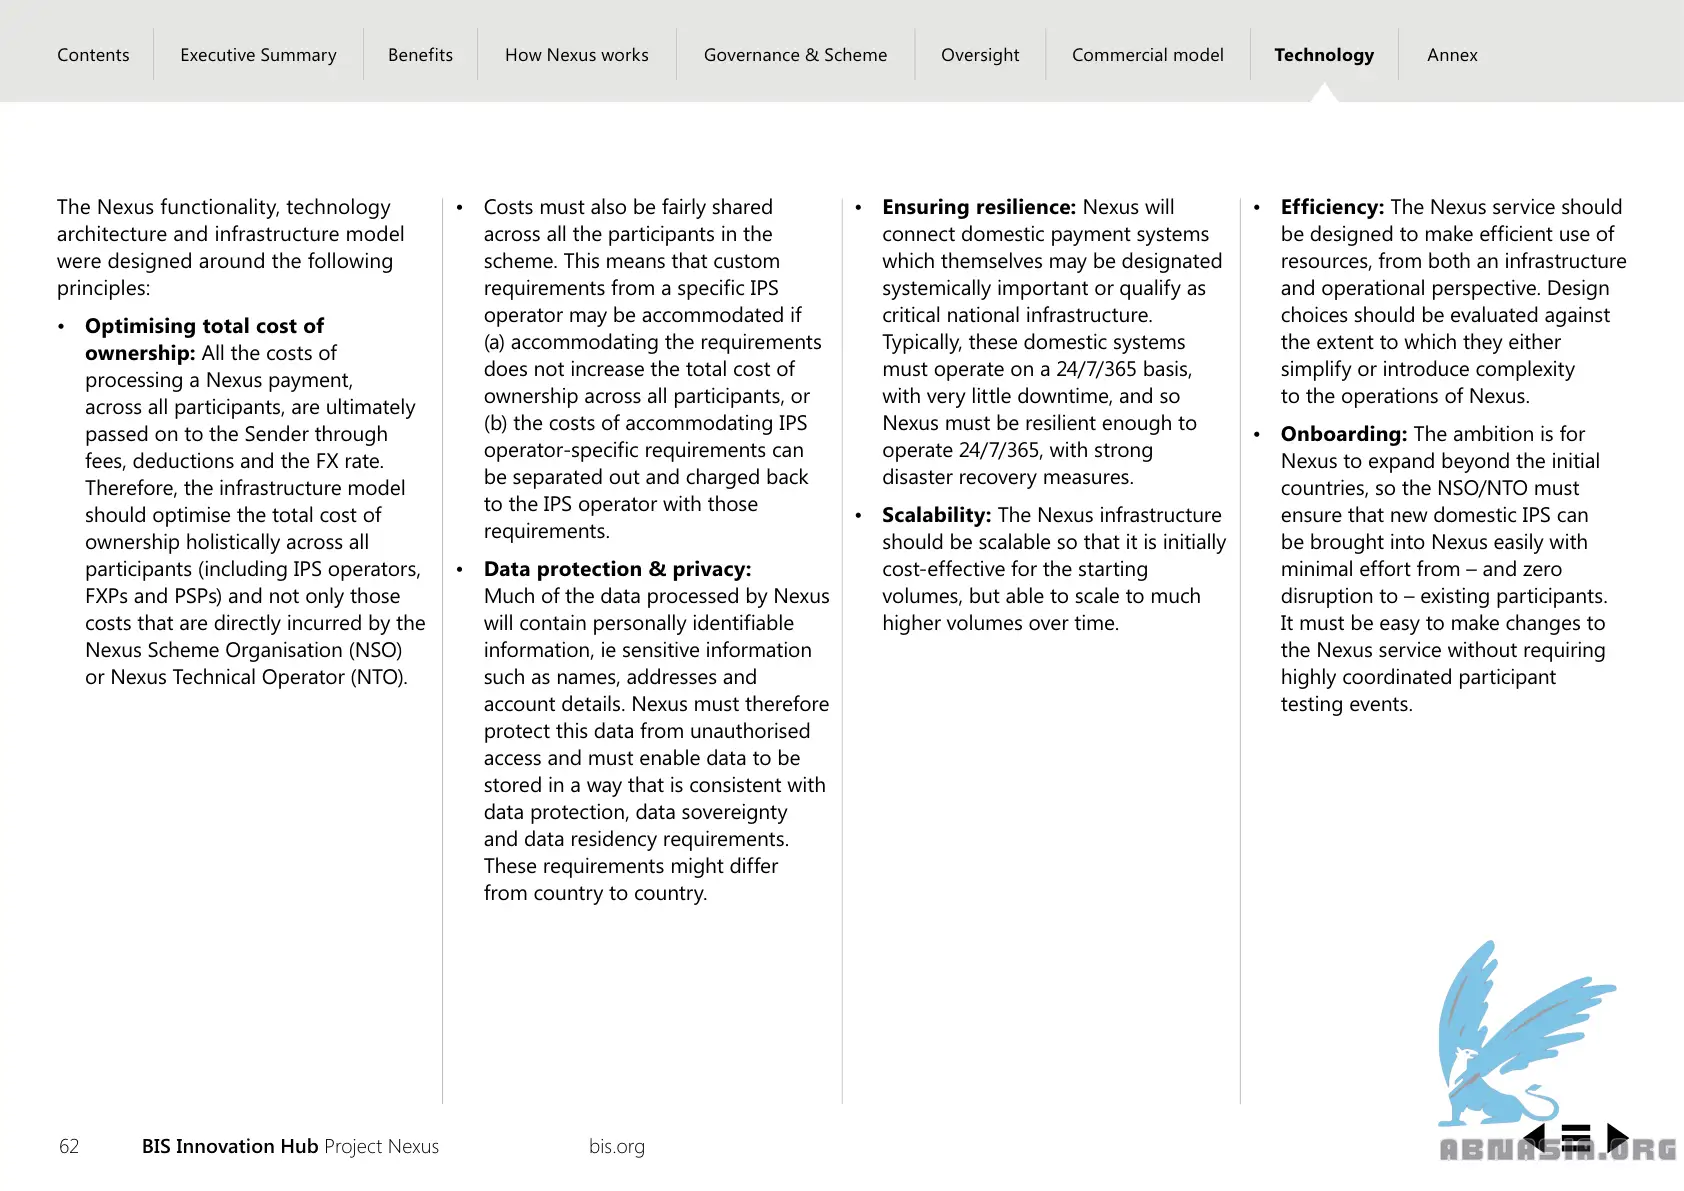 Contents
Executive Summary
Benefits
How Nexus works
Governance & Scheme
Oversight
Commercial model
Technology
Annex
The Nexus functionality, technology
architecture and infrastructure model
were designed around the following
principles:
• Optimising total cost of
ownership: All the costs of
processing a Nexus payment,
across all participants, are ultimately
passed on to the Sender through
fees, deductions and the FX rate.
Therefore, the infrastructure model
should optimise the total cost of
ownership holistically across all
participants (including IPS operators,
FXPs and PSPs) and not only those
costs that are directly incurred by the
Nexus Scheme Organisation (NSO)
or Nexus Technical Operator (NTO).
• Costs must also be fairly shared
across all the participants in the
scheme. This means that custom
requirements from a specific IPS
operator may be accommodated if
(a) accommodating the requirements
does not increase the total cost of
ownership across all participants, or
(b) the costs of accommodating IPS
operator-specific requirements can
be separated out and charged back
to the IPS operator with those
requirements.
• Data protection & privacy:
Much of the data processed by Nexus
will contain personally identifiable
information, ie sensitive information
such as names, addresses and
account details. Nexus must therefore
protect this data from unauthorised
access and must enable data to be
stored in a way that is consistent with
data protection, data sovereignty
and data residency requirements.
These requirements might differ
from country to country.
• Ensuring resilience: Nexus will
connect domestic payment systems
which themselves may be designated
systemically important or qualify as
critical national infrastructure.
Typically, these domestic systems
must operate on a 24/7/365 basis,
with very little downtime, and so
Nexus must be resilient enough to
operate 24/7/365, with strong
disaster recovery measures.
• Scalability: The Nexus infrastructure
should be scalable so that it is initially
cost-effective for the starting
volumes, but able to scale to much
higher volumes over time.
• Efficiency: The Nexus service should
be designed to make efficient use of
resources, from both an infrastructure
and operational perspective. Design
choices should be evaluated against
the extent to which they either
simplify or introduce complexity
to the operations of Nexus.
• Onboarding: The ambition is for
Nexus to expand beyond the initial
countries, so the NSO/NTO must
ensure that new domestic IPS can
be brought into Nexus easily with
minimal effort from – and zero
disruption to – existing participants.
It must be easy to make changes to
the Nexus service without requiring
highly coordinated participant
testing events.
62
BIS Innovation Hub Project Nexus
bis.org
ABNASIA.ORG